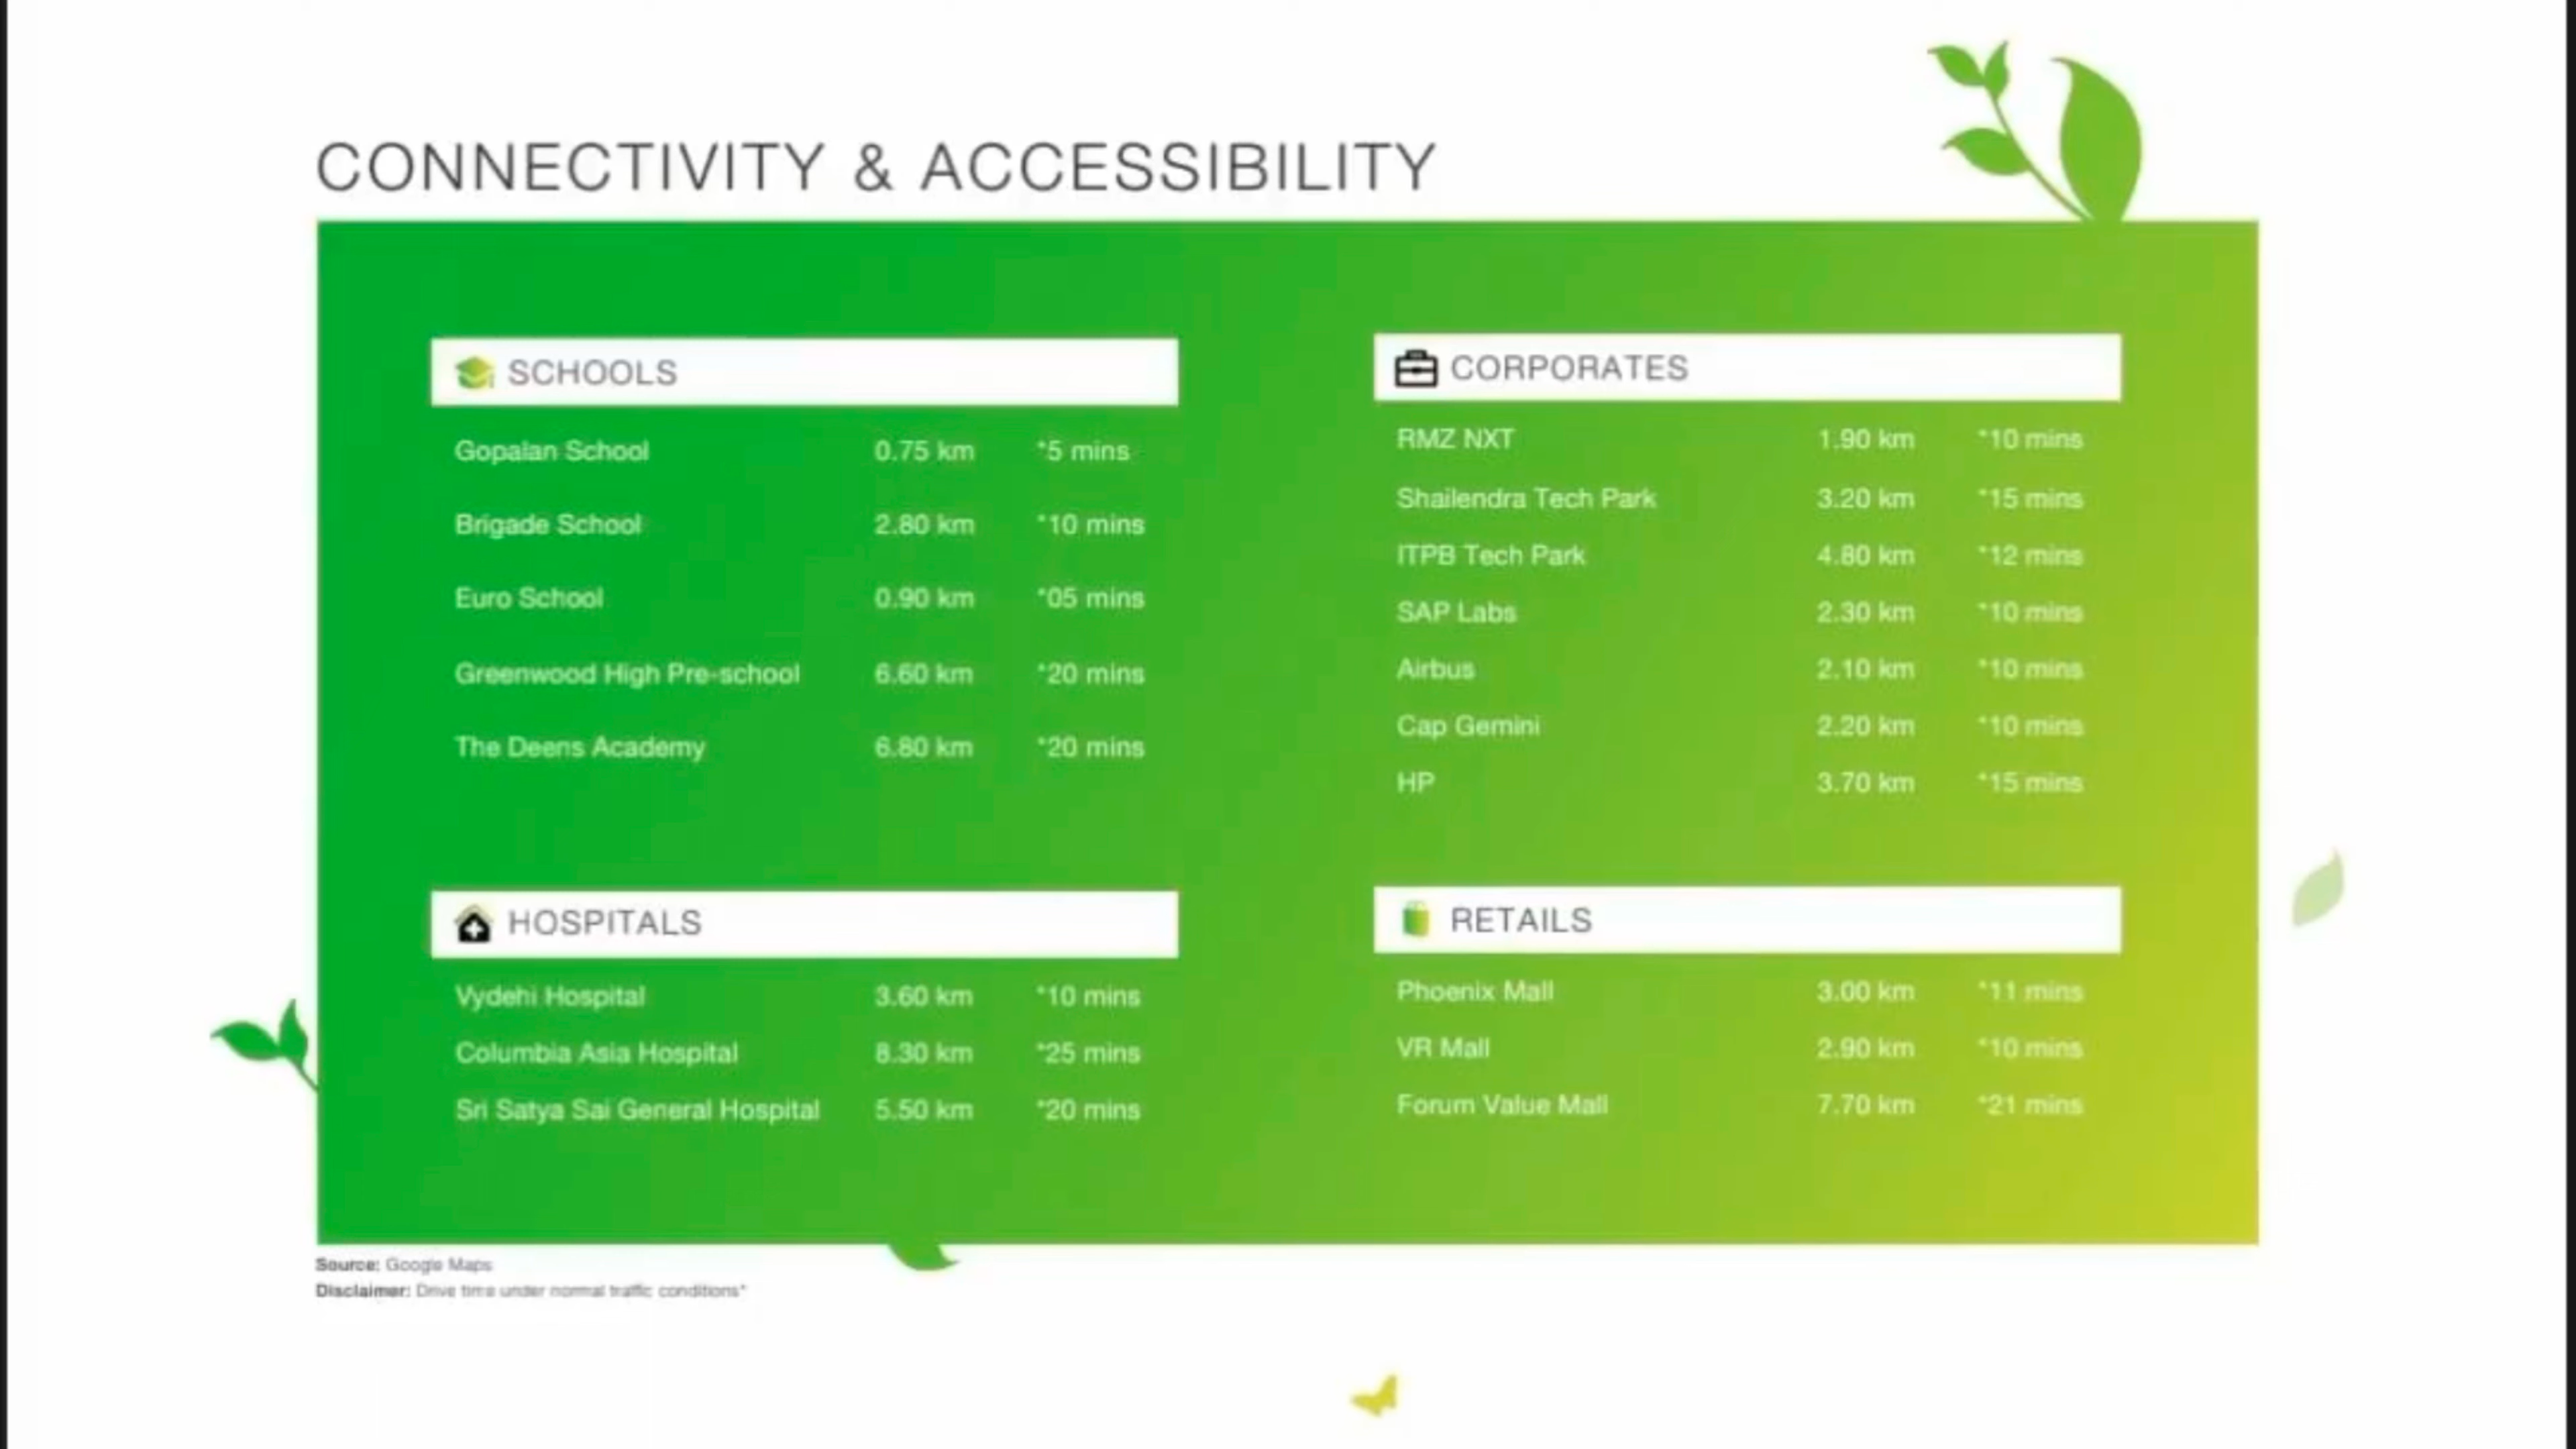 CONNECTIVITY & ACCESSIBILITY
SCHOOLS
Gopalan School 0.75 km *5 mins
Brigade School 2.80 km *10 mins
Euro School 0.90 km *05 mins
Greenwood High Pre-school 6.60 km *20 mins
The Deens Academy 6.80 km *20 mins
HOSPITALS
Vydehi Hospital 3.60 km *10 mins
Columbia Asia Hospital 8.30 km *25 mins
Sri Satya Sai General Hospital 5.50 km *20 mins
CORPORATES
RMZ NXT 1.90 km *10 mins
Shailendra Tech Park 3.20 km *15 mins
ITPB Tech Park 4.80 km *12 mins
SAP Labs 2.30 km *10 mins
Airbus 2.10 km *10 mins
Cap Gemini 2.20 km *10 mins
HP 3.70 km *15 mins
RETAILS
Phoenix Mall 3.00 km *11 mins
VR Mall 2.90 km *10 mins
Forum Value Mall 7.70 km *21 mins
Source: Google Maps
Disclaimer: Drive time under normal traffic conditions*